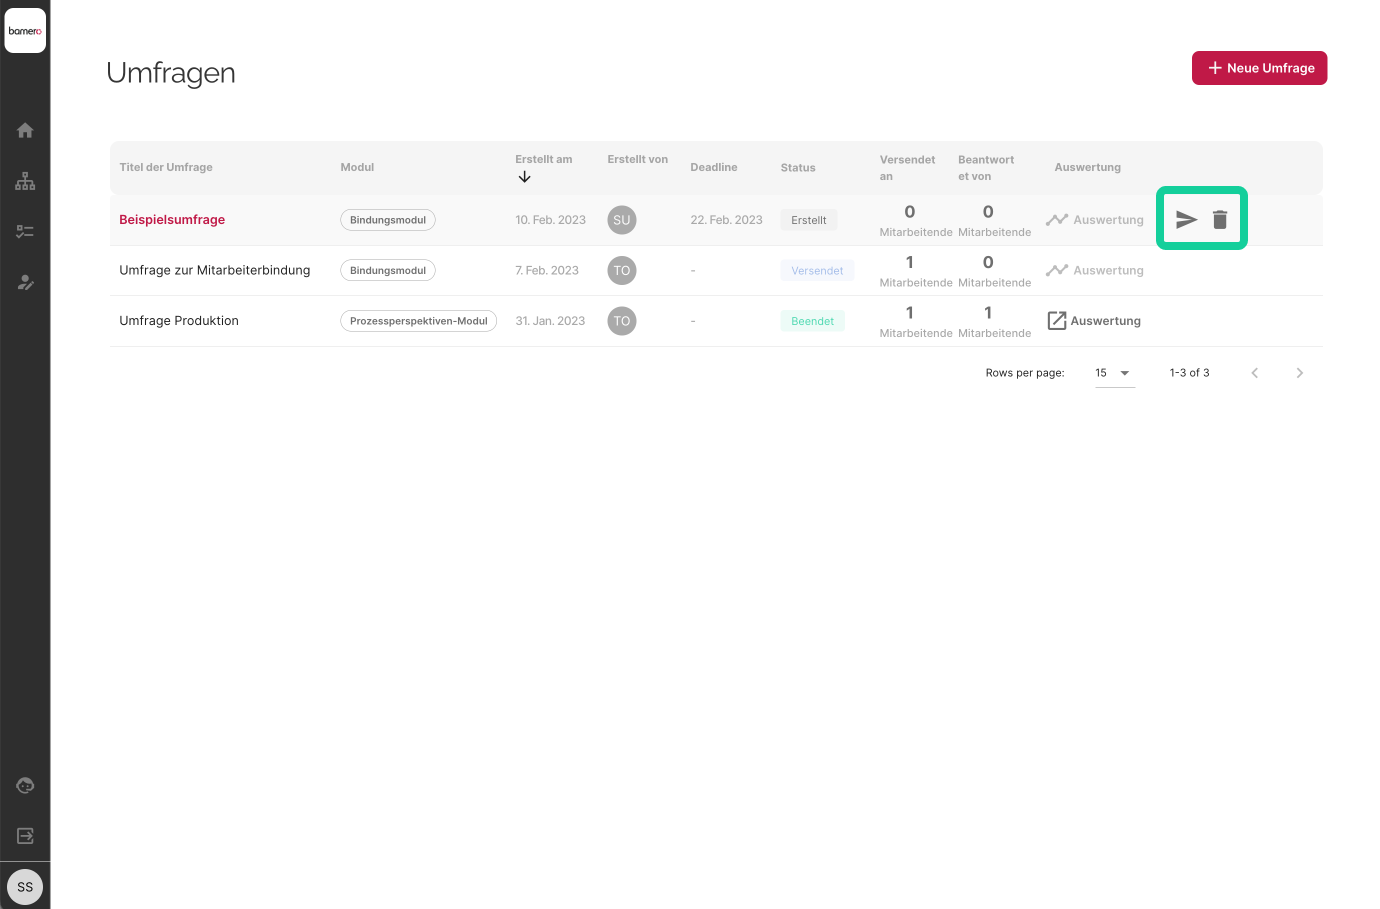 bamero
Umfragen
Neue Umfrage
Titel der Umfrage
Modul
Erstellt am
Erstellt von
Deadline
Status
Versendet
an
Beantwort
et von
Auswertung
Beispielsumfrage
Bindungsmodul
10. Feb. 2023
SU
22. Feb. 2023
Erstellt
0
Mitarbeitende
0
Mitarbeitende
Auswertung
Umfrage zur Mitarbeiterbindung
Bindungsmodul
7. Feb. 2023
TO
-
Versendet
1
Mitarbeitende
0
Mitarbeitende
Auswertung
Umfrage Produktion
Prozessperspektiven-Modul
31. Jan. 2023
TO
-
Beendet
1
Mitarbeitende
1
Mitarbeitende
Auswertung
Rows per page:
15
1-3 of 3
SS